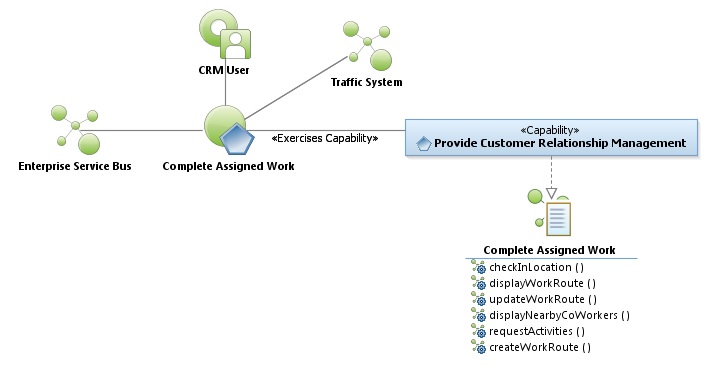 CRM User
Traffic System
Enterprise Service Bus
Complete Assigned Work
«Exercises Capability»
«Capability»
Provide Customer Relationship Management
Complete Assigned Work
checkInLocation ( )
displayWorkRoute ( )
updateWorkRoute ( )
displayNearbyCoWorkers ( )
requestActivities ( )
createWorkRoute ( )